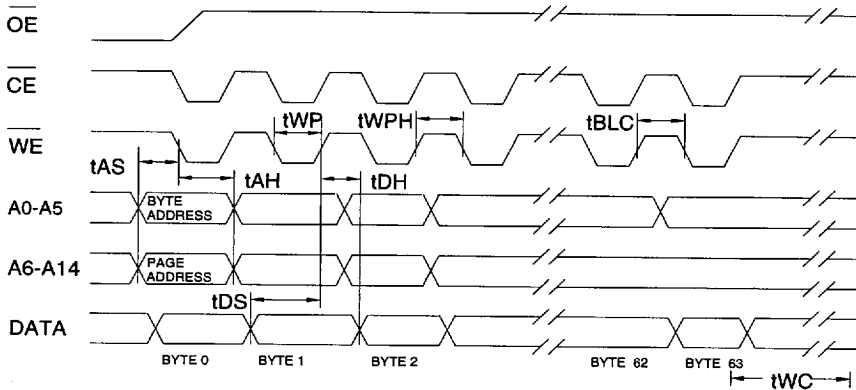 OE
CE
tWP
tWPH
tBLC
WE
tAS
tAH
tDH
A0-A5
BYTE
ADDRESS
A6-A14
PAGE
ADDRESS
tDS
DATA
BYTE 0
BYTE 1
BYTE 2
BYTE 62
BYTE 63
tWC